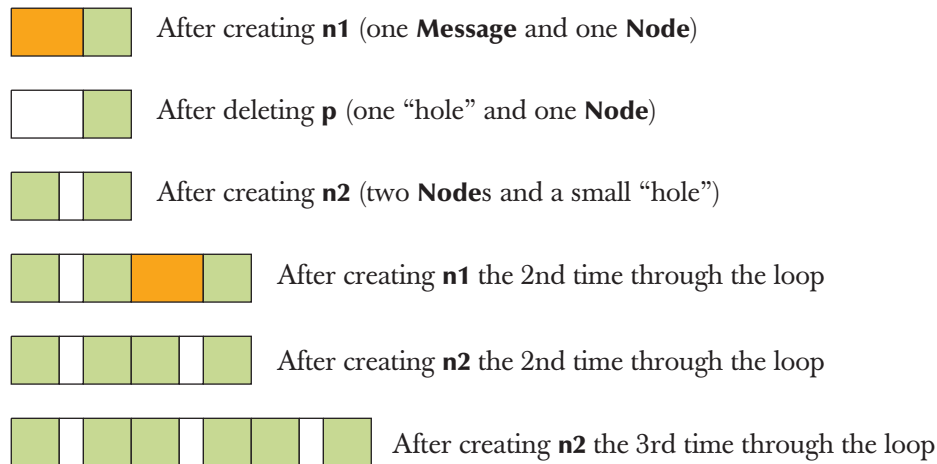 After creating n1 (one Message and one Node)
After deleting p (one “hole” and one Node)
After creating n2 (two Nodes and a small “hole”)
After creating n1 the 2nd time through the loop
After creating n2 the 2nd time through the loop
After creating n2 the 3rd time through the loop